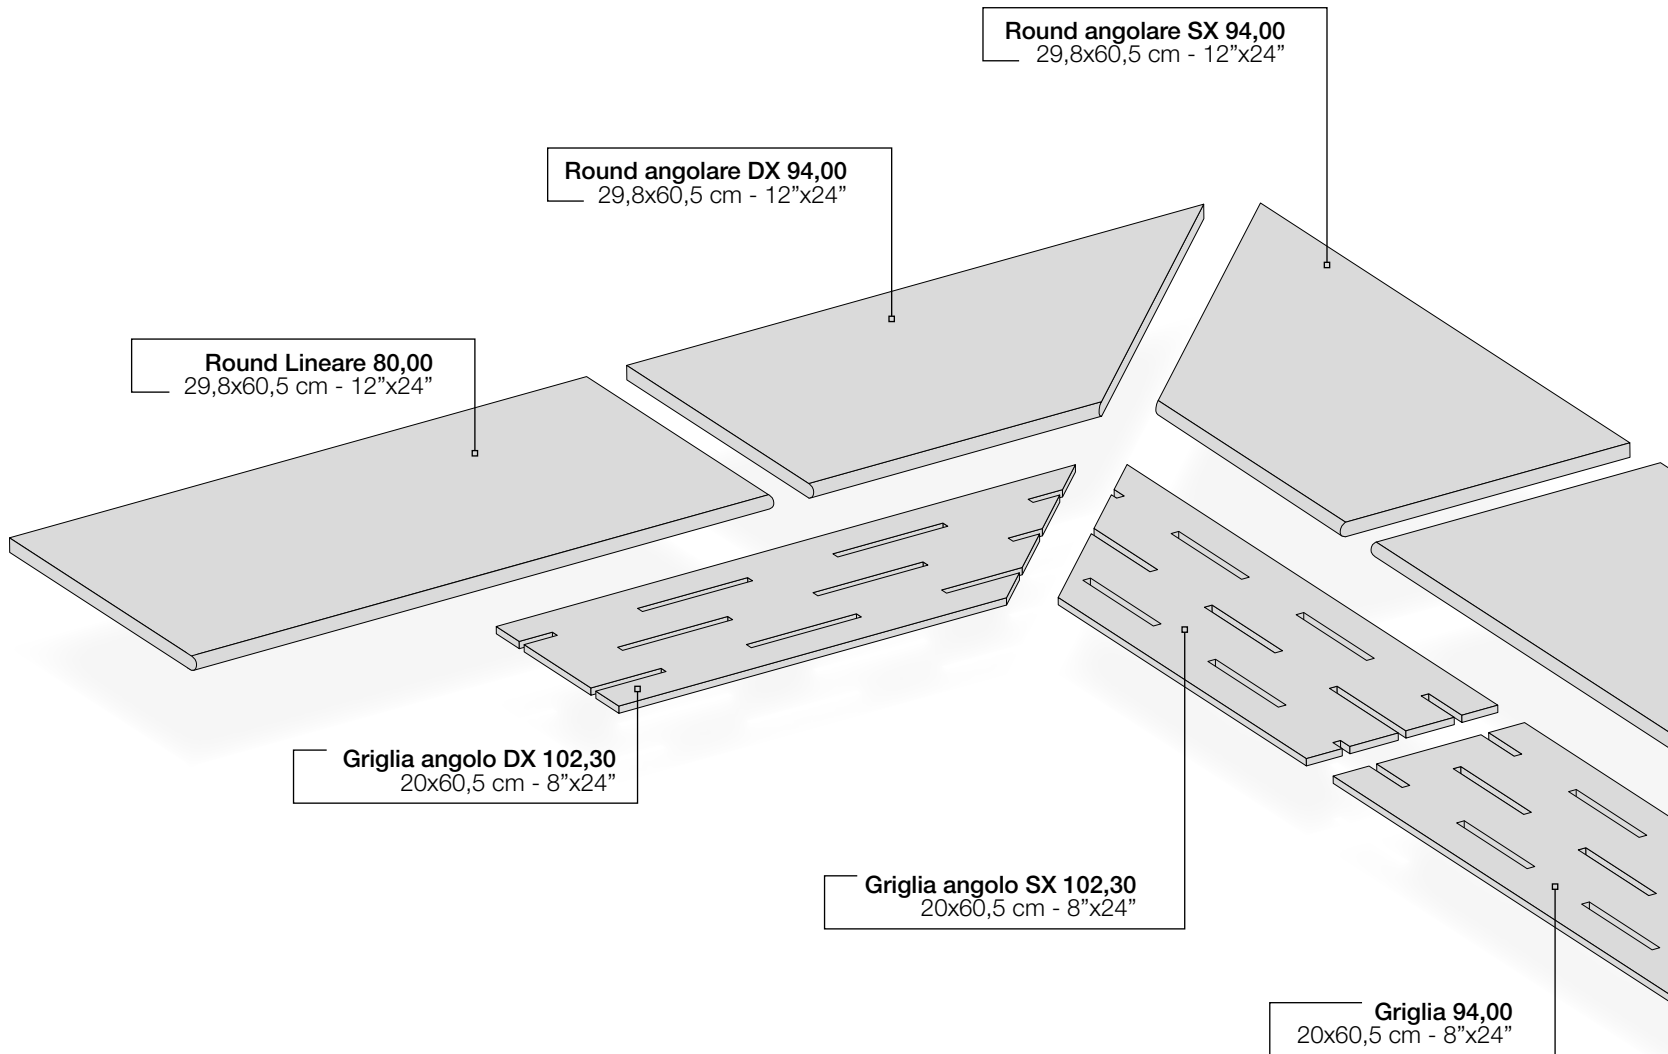 Round angolare SX 94,00
29,8x60,5 cm - 12”x24”
Round angolare DX 94,00
29,8x60,5 cm - 12”x24”
Round Lineare 80,00
29,8x60,5 cm - 12”x24”
Griglia angolo DX 102,30
20x60,5 cm - 8”x24”
Griglia angolo SX 102,30
20x60,5 cm - 8”x24”
Griglia 94,00
20x60,5 cm - 8”x24”